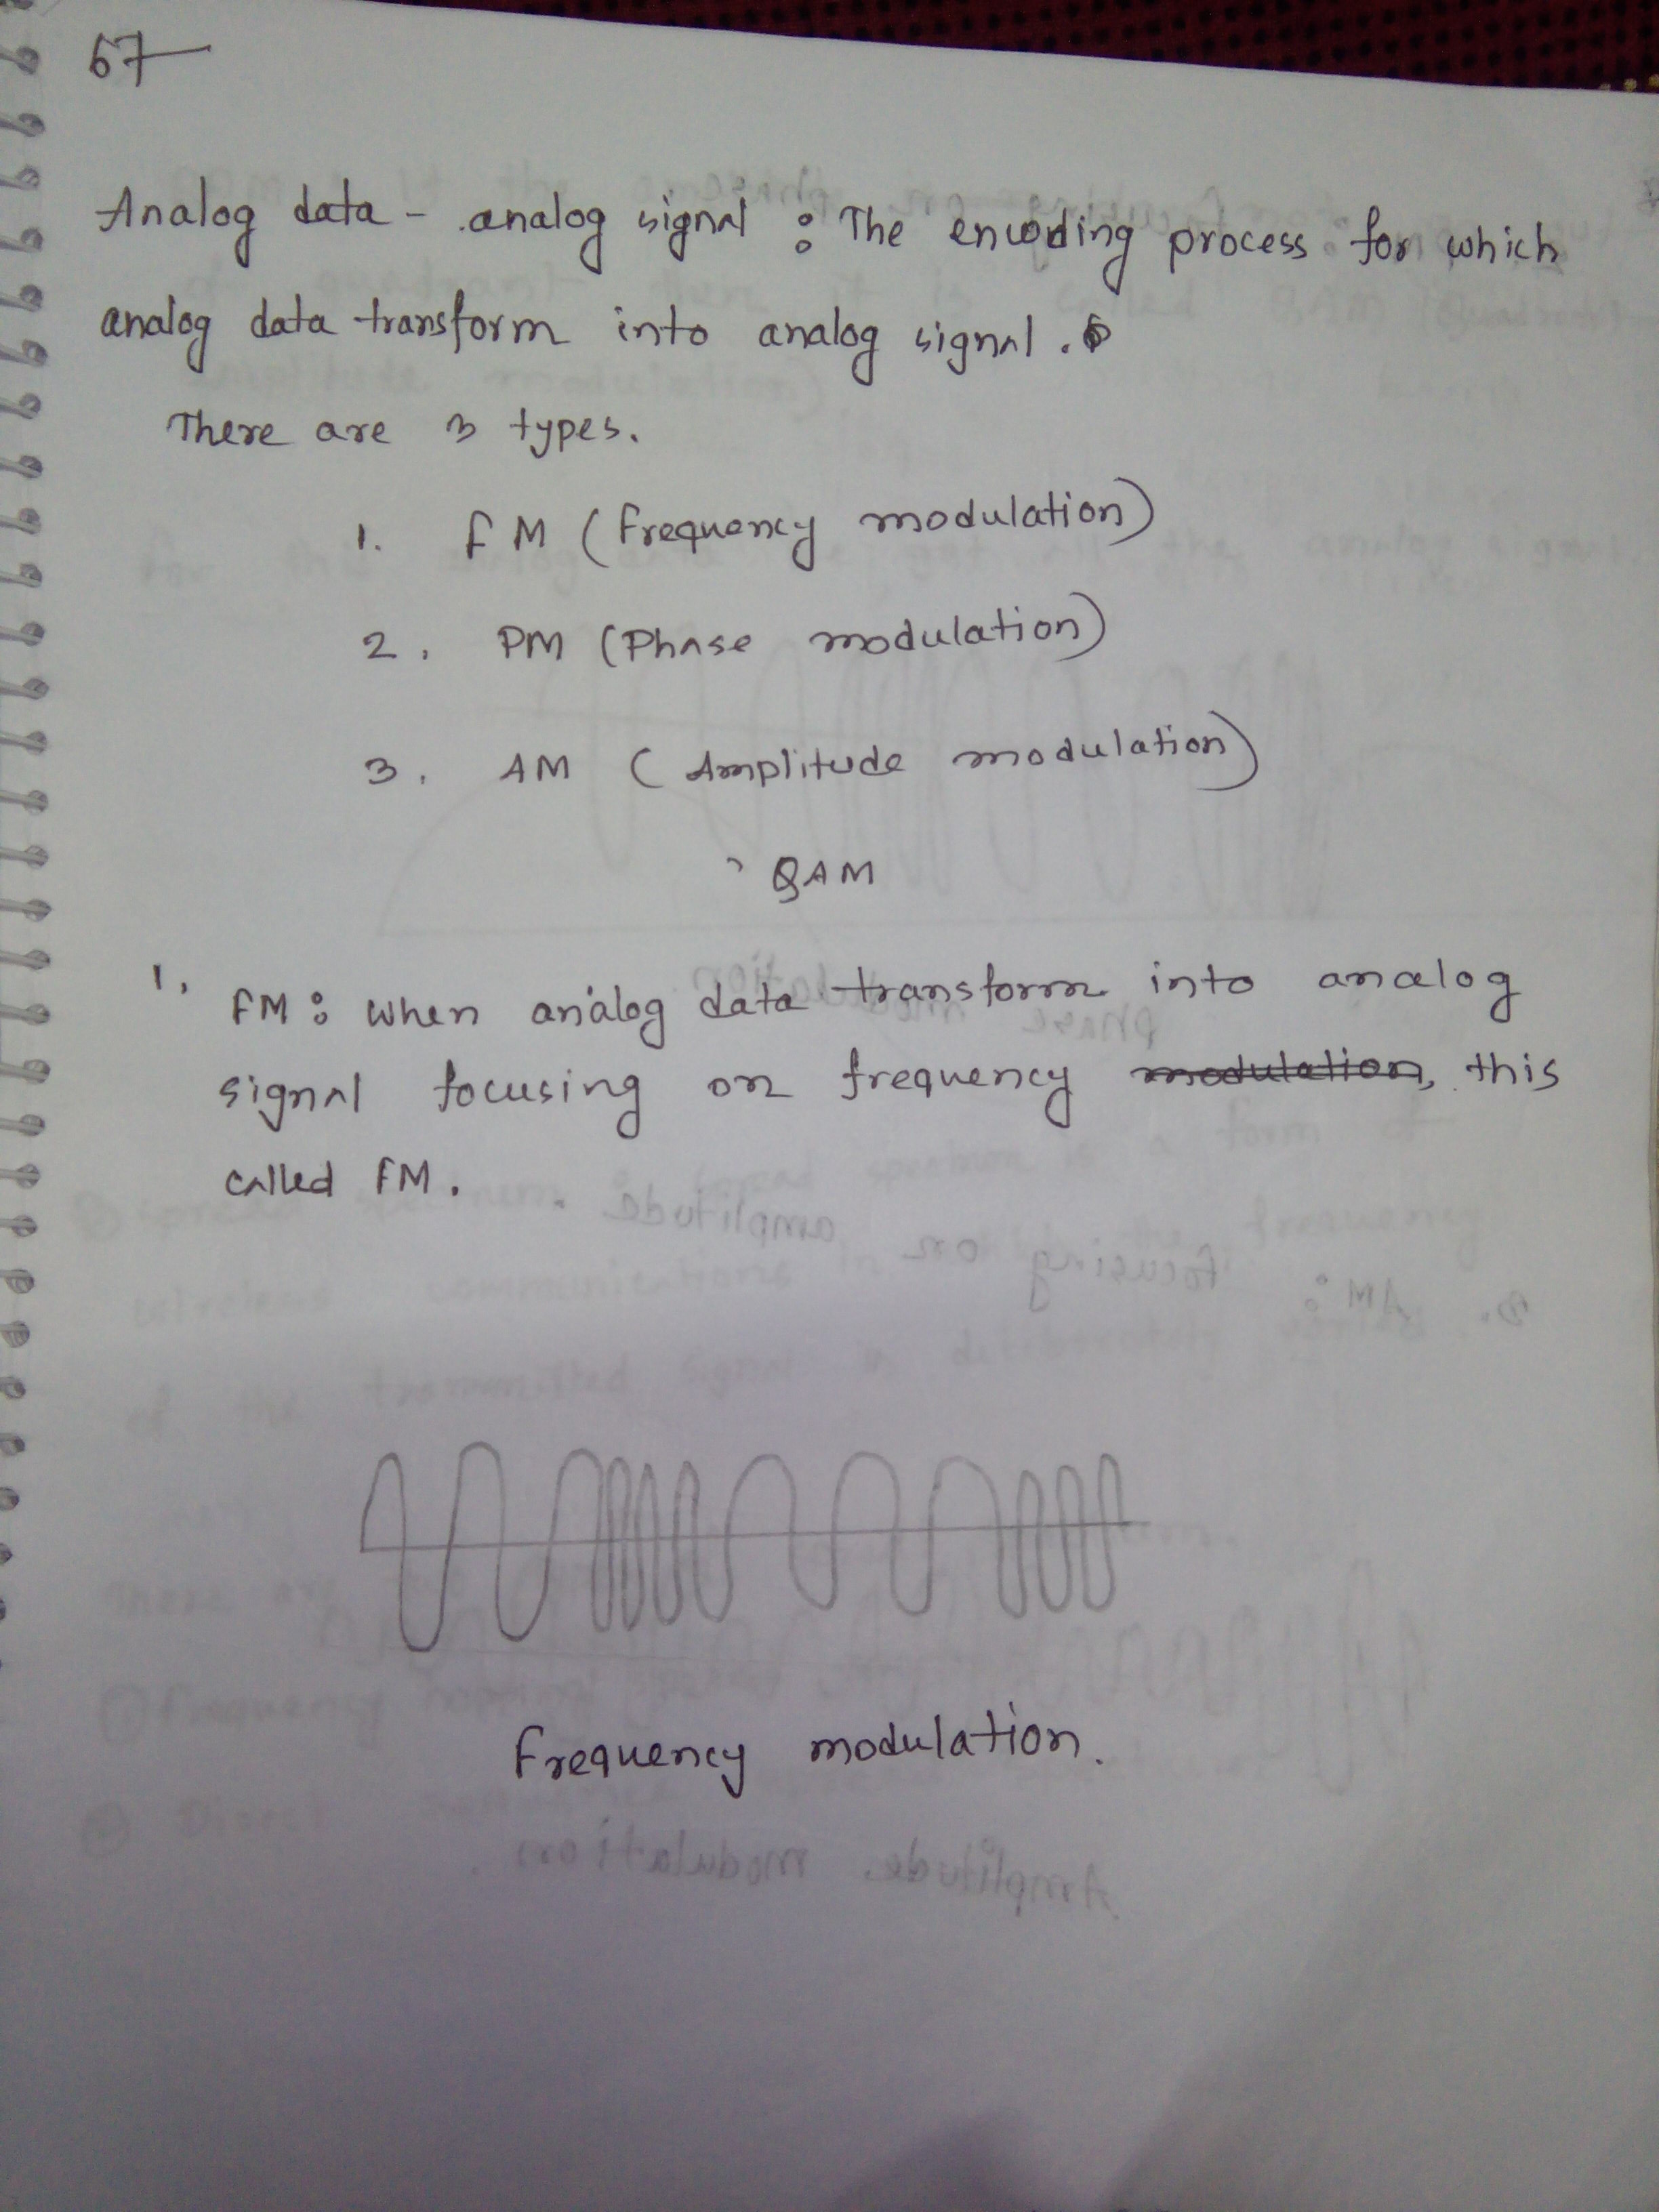 67
Analog data - analog signal : The encoding process for which
analog data transform into analog signal.
There are 3 types.
1. FM (Frequency modulation)
2. PM (Phase modulation)
3. AM (Amplitude modulation)
QAM
1. FM : When analog data transform into analog
signal focusing on frequency modulation, this
called FM.
Frequency modulation.